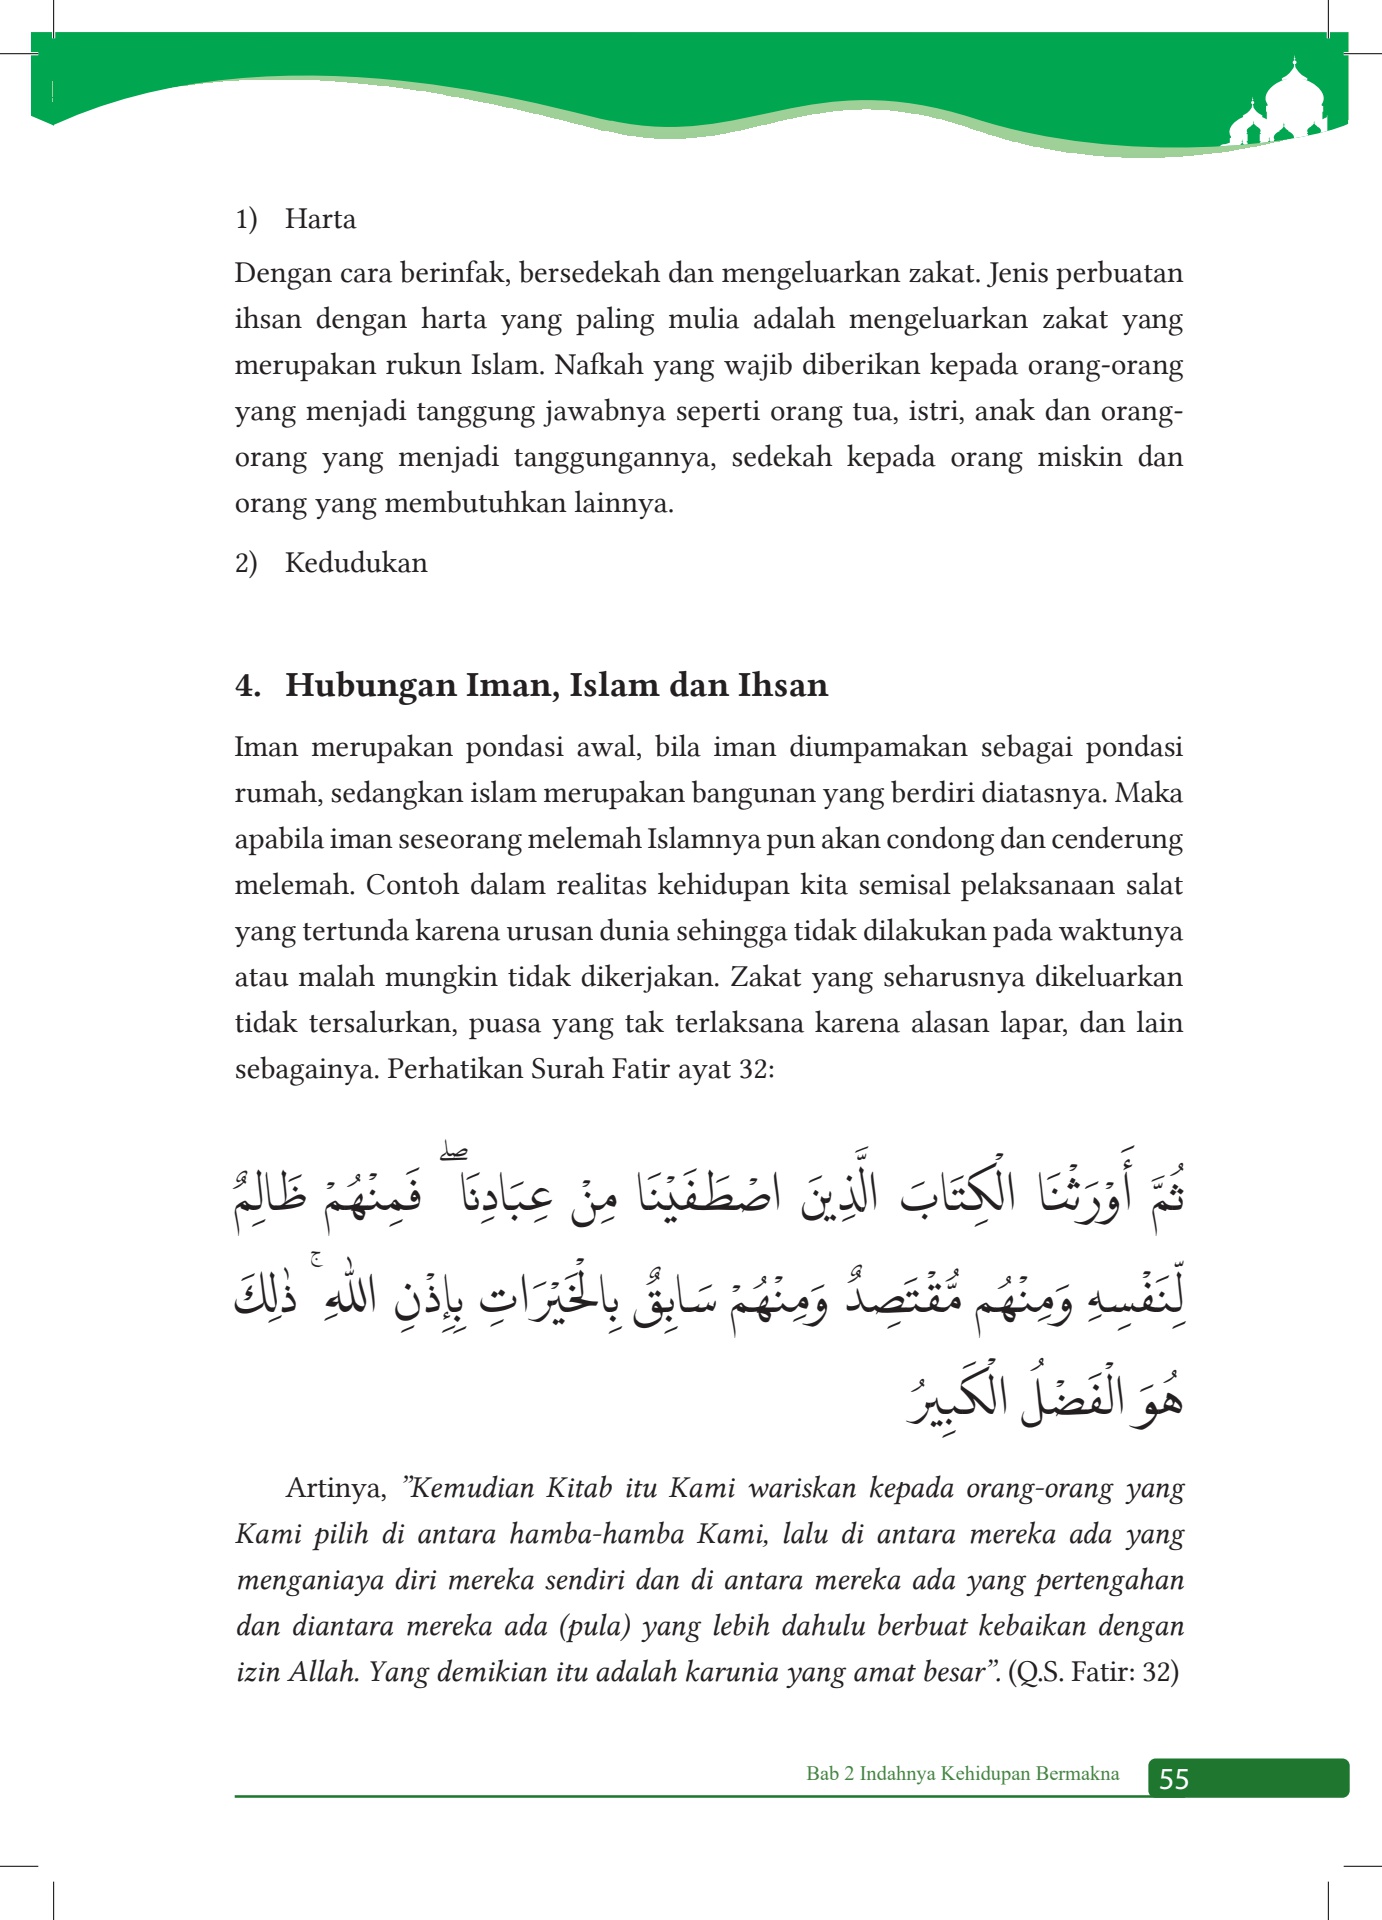 1) Harta
Dengan cara berinfak, bersedekah dan mengeluarkan zakat. Jenis perbuatan
ihsan dengan harta yang paling mulia adalah mengeluarkan zakat yang
merupakan rukun Islam. Nafkah yang wajib diberikan kepada orang-orang
yang menjadi tanggung jawabnya seperti orang tua, istri, anak dan orang-
orang yang menjadi tanggungannya, sedekah kepada orang miskin dan
orang yang membutuhkan lainnya.
2) Kedudukan
4. Hubungan Iman, Islam dan Ihsan
Iman merupakan pondasi awal, bila iman diumpamakan sebagai pondasi
rumah, sedangkan islam merupakan bangunan yang berdiri diatasnya. Maka
apabila iman seseorang melemah Islamnya pun akan condong dan cenderung
melemah. Contoh dalam realitas kehidupan kita semisal pelaksanaan salat
yang tertunda karena urusan dunia sehingga tidak dilakukan pada waktunya
atau malah mungkin tidak dikerjakan. Zakat yang seharusnya dikeluarkan
tidak tersalurkan, puasa yang tak terlaksana karena alasan lapar, dan lain
sebagainya. Perhatikan Surah Fatir ayat 32:
ثُمَّ أَوْرَثْنَا الْكِتَابَ الَّذِينَ اصْطَفَيْنَا مِنْ عِبَادِنَا ۖ فَمِنْهُمْ ظَالِمٌ
لِّنَفْسِهِ وَمِنْهُم مُّقْتَصِدٌ وَمِنْهُمْ سَابِقٌ بِالْخَيْرَاتِ بِإِذْنِ اللّٰهِ ۚ ذٰلِكَ
هُوَ الْفَضْلُ الْكَبِيرُ
Artinya, ”Kemudian Kitab itu Kami wariskan kepada orang-orang yang
Kami pilih di antara hamba-hamba Kami, lalu di antara mereka ada yang
menganiaya diri mereka sendiri dan di antara mereka ada yang pertengahan
dan diantara mereka ada (pula) yang lebih dahulu berbuat kebaikan dengan
izin Allah. Yang demikian itu adalah karunia yang amat besar”. (Q.S. Fatir: 32)
Bab 2 Indahnya Kehidupan Bermakna 55